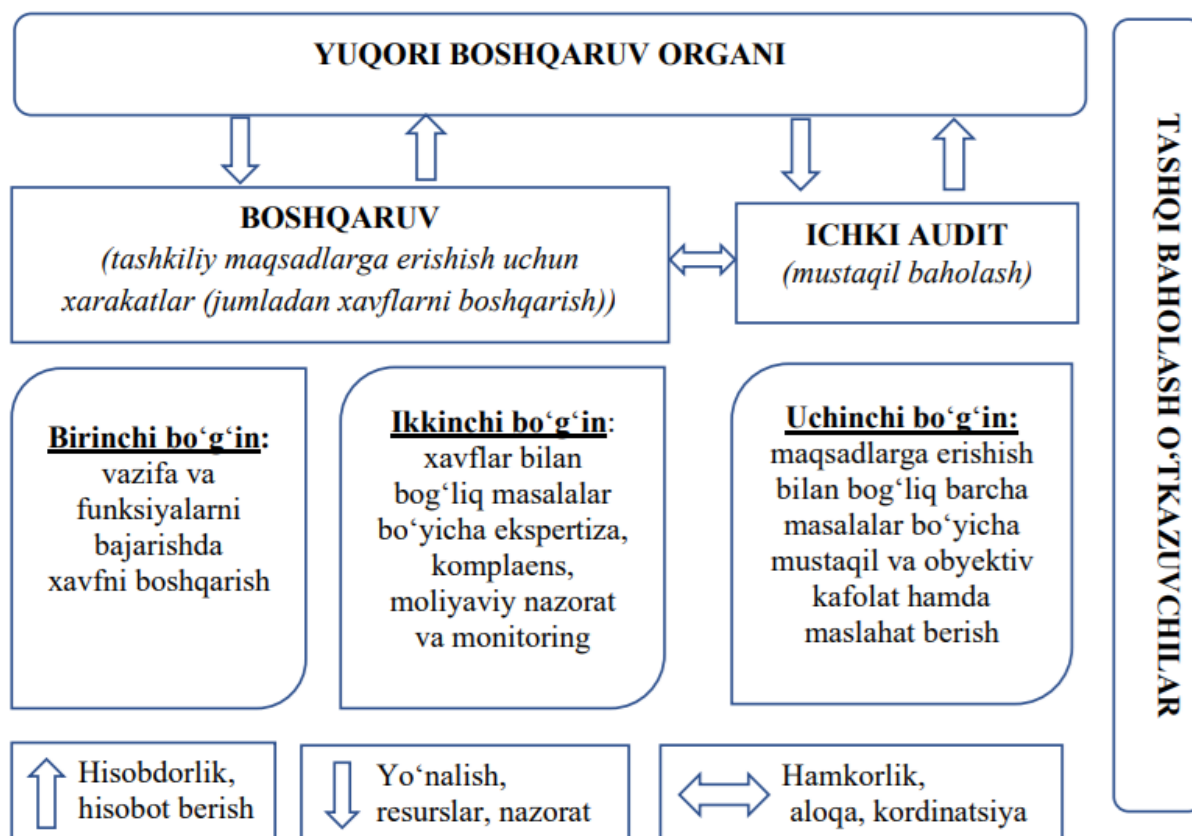 YUQORI BOSHQARUV ORGANI
BOSHQARUV
(tashkiliy maqsadlarga erishish uchun
xarakatlar (jumladan xavflarni boshqarish))
ICHKI AUDIT
(mustaqil baholash)
Birinchi bo‘g‘in:
vazifa va
funksiyalarni
bajarishda
xavfni boshqarish
Ikkinchi bo‘g‘in:
xavflar bilan
bog‘liq masalalar
bo‘yicha ekspertiza,
komplaens,
moliyaviy nazorat
va monitoring
Uchinchi bo‘g‘in:
maqsadlarga erishish
bilan bog‘liq barcha
masalalar bo‘yicha
mustaqil va obyektiv
kafolat hamda
maslahat berish
Hisobdorlik,
hisobot berish
Yo‘nalish,
resurslar, nazorat
Hamkorlik,
aloqa, kordinatsiya
TASHQI BAHOLASH O‘TKAZUVCHILAR